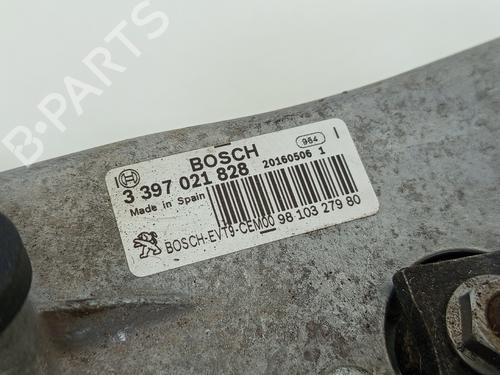 B-PARTS
984
BOSCH
3 397 021 828 20160506 1
Made in Spain
BOSCH-EVT9-CEM00 98 103 279 80